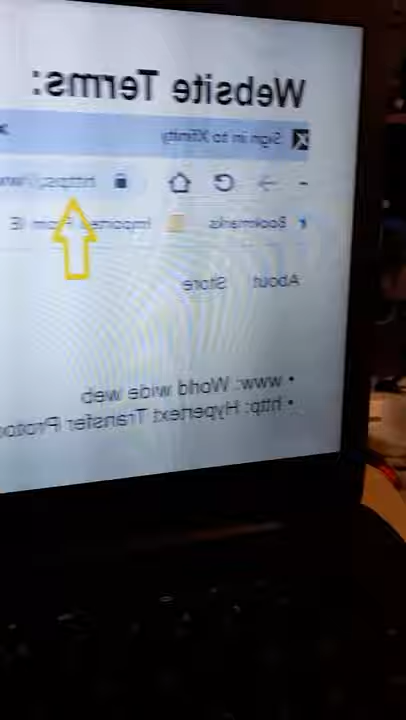 Website Terms:
Sign in to Xfinity ×
https://www
Bookmarks Imported From IE
About Store
• www: World wide web
• http: Hypertext Transfer Protoc